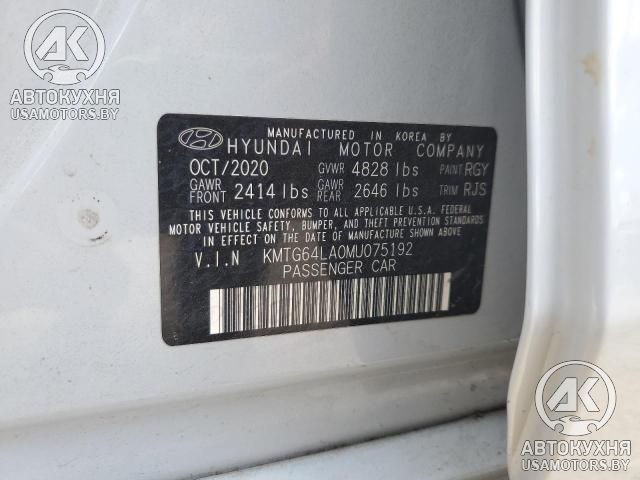 AK
АВТОКУХНЯ
USAMOTORS.BY
MANUFACTURED IN KOREA BY
HYUNDAI MOTOR COMPANY
OCT/2020 GVWR 4828 lbs PAINT RGY
GAWR FRONT 2414 lbs GAWR REAR 2646 lbs TRIM RJS
THIS VEHICLE CONFORMS TO ALL APPLICABLE U.S.A. FEDERAL
MOTOR VEHICLE SAFETY, BUMPER, AND THEFT PREVENTION STANDARDS
IN EFFECT ON THE DATE OF MANUFACTURE SHOWN ABOVE.
V.I.N KMTG64LA0MU075192
PASSENGER CAR
AK
АВТОКУХНЯ
USAMOTORS.BY